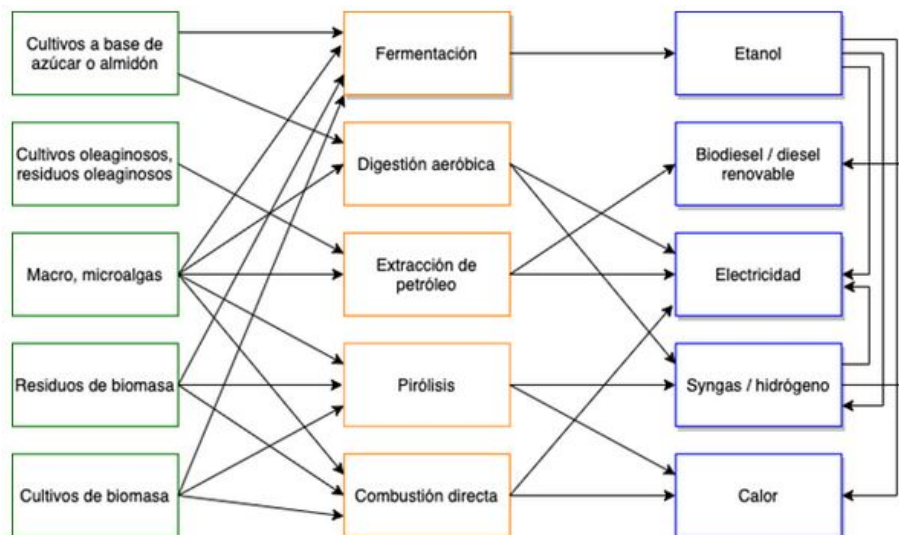 Cultivos a base de
azúcar o almidón
Fermentación
Etanol
Cultivos oleaginosos,
residuos oleaginosos
Digestión aeróbica
Biodiesel / diesel
renovable
Macro, microalgas
Extracción de
petróleo
Electricidad
Residuos de biomasa
Pirólisis
Syngas / hidrógeno
Cultivos de biomasa
Combustión directa
Calor